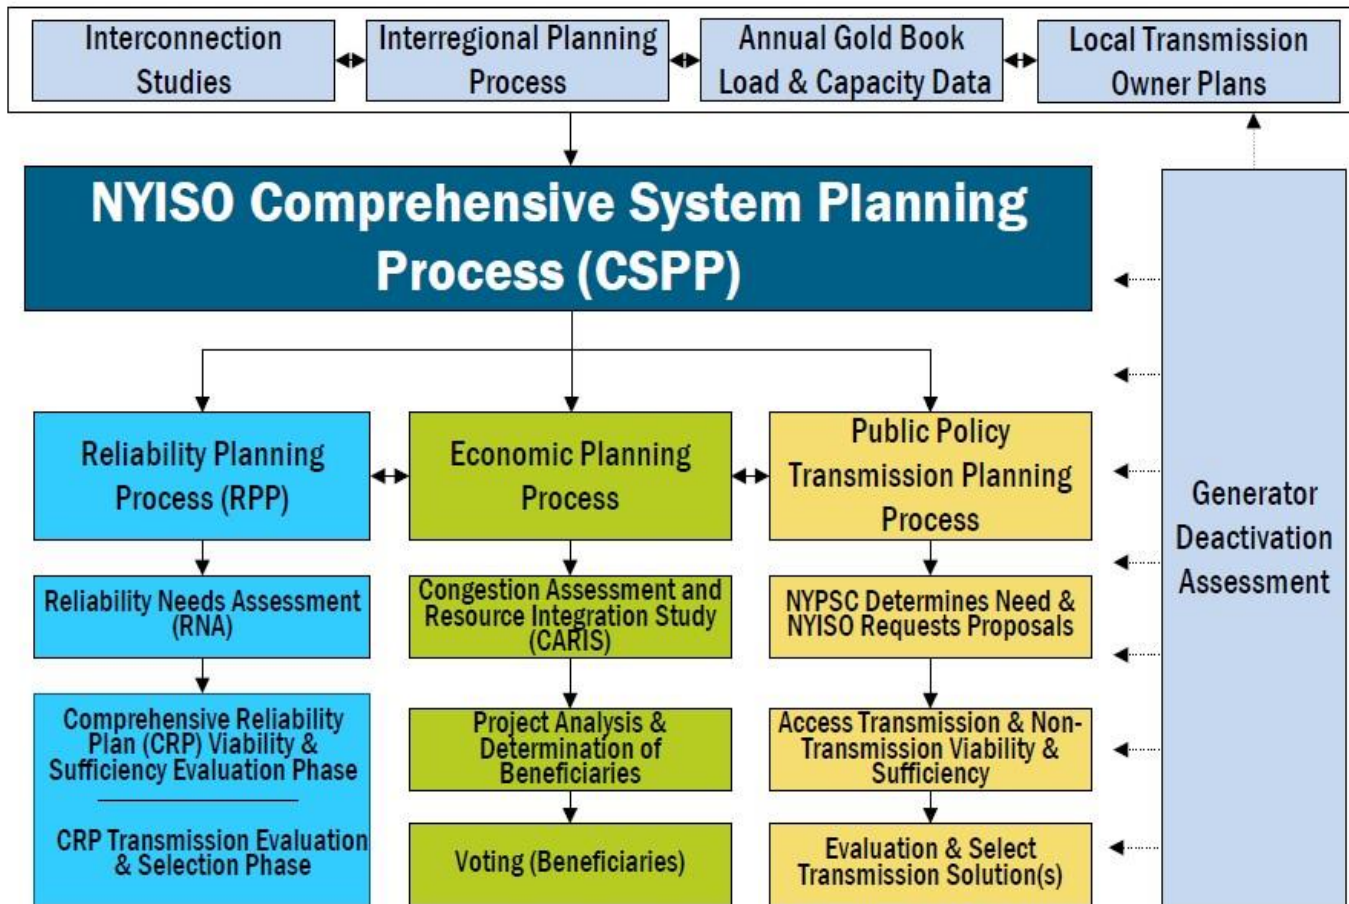 Interconnection
Studies
Interregional Planning
Process
Annual Gold Book
Load & Capacity Data
Local Transmission
Owner Plans
NYISO Comprehensive System Planning
Process (CSPP)
Reliability Planning
Process (RPP)
Economic Planning
Process
Public Policy
Transmission Planning
Process
Generator
Deactivation
Assessment
Reliability Needs Assessment
(RNA)
Congestion Assessment and
Resource Integration Study
(CARIS)
NYPSC Determines Need &
NYISO Requests Proposals
Comprehensive Reliability
Plan (CRP) Viability &
Sufficiency Evaluation Phase
CRP Transmission Evaluation
& Selection Phase
Project Analysis &
Determination of
Beneficiaries
Access Transmission & Non-
Transmission Viability &
Sufficiency
Voting (Beneficiaries)
Evaluation & Select
Transmission Solution(s)